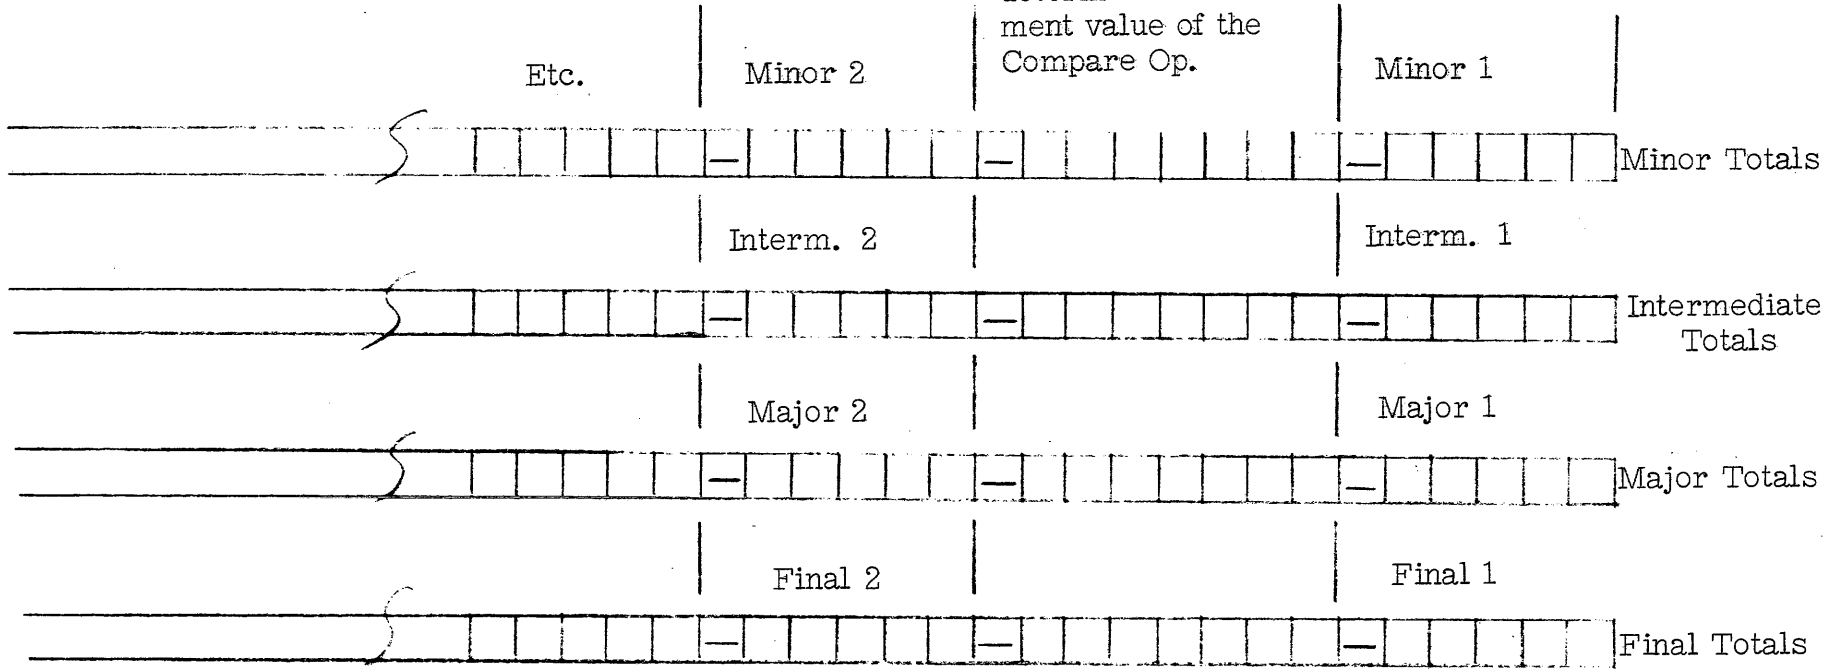 ment value of the
Compare Op.
Etc.
Minor 2
Minor 1
Minor Totals
Interm. 2
Interm. 1
Intermediate
Totals
Major 2
Major 1
Major Totals
Final 2
Final 1
Final Totals